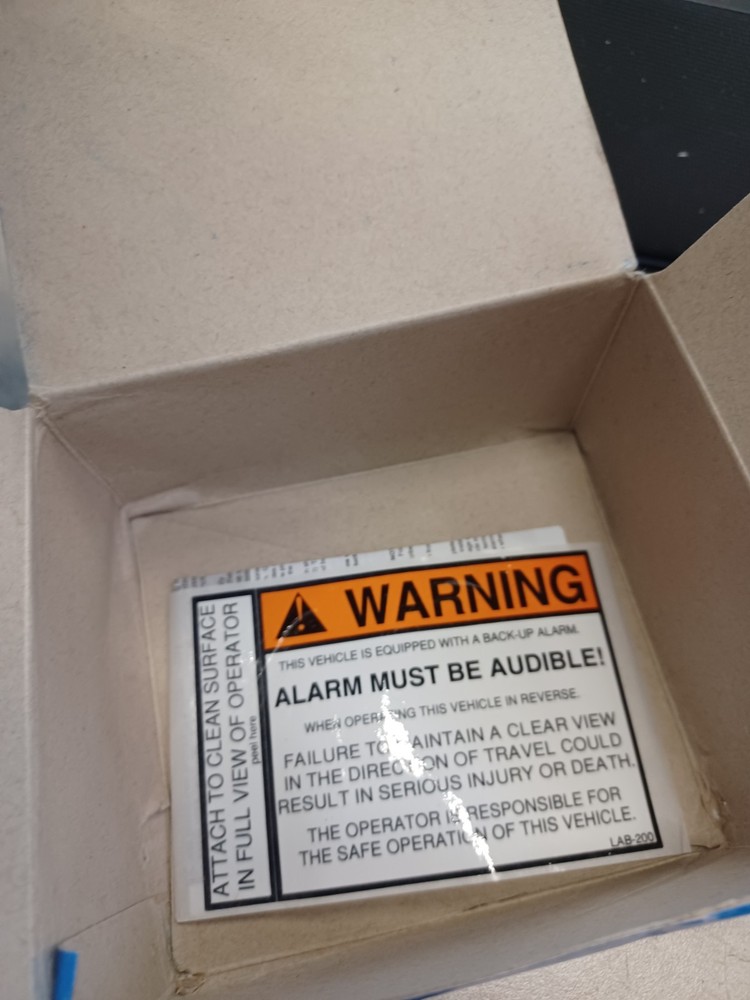 ATTACH TO CLEAN SURFACE
IN FULL VIEW OF OPERATOR
peel here
WARNING
THIS VEHICLE IS EQUIPPED WITH A BACK-UP ALARM.
ALARM MUST BE AUDIBLE!
WHEN OPERATING THIS VEHICLE IN REVERSE.
FAILURE TO MAINTAIN A CLEAR VIEW
IN THE DIRECTION OF TRAVEL COULD
RESULT IN SERIOUS INJURY OR DEATH.
THE OPERATOR IS RESPONSIBLE FOR
THE SAFE OPERATION OF THIS VEHICLE.
LAB-200